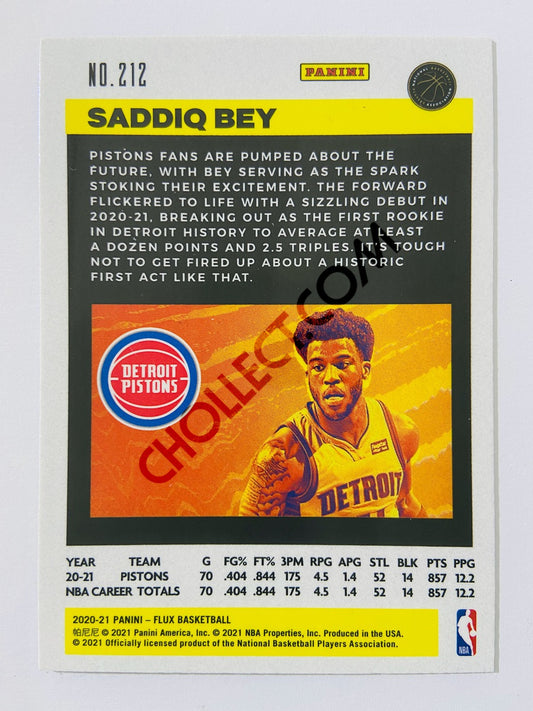 NO.212
PANINI
NATIONAL BASKETBALL
ASSOCIATION
SADDIQ BEY
PISTONS FANS ARE PUMPED ABOUT THE
FUTURE, WITH BEY SERVING AS THE SPARK
STOKING THEIR EXCITEMENT. THE FORWARD
FLICKERED TO LIFE WITH A SIZZLING DEBUT IN
2020-21, BREAKING OUT AS THE FIRST ROOKIE
IN DETROIT HISTORY TO AVERAGE AT LEAST
A DOZEN POINTS AND 2.5 TRIPLES. IT'S TOUGH
NOT TO GET FIRED UP ABOUT A HISTORIC
FIRST ACT LIKE THAT.
CHOLLECT.COM
DETROIT
PISTONS
DETROIT
YEAR TEAM G FG% FT% 3PM RPG APG STL BLK PTS PPG
20-21 PISTONS 70 .404 .844 175 4.5 1.4 52 14 857 12.2
NBA CAREER TOTALS 70 .404 .844 175 4.5 1.4 52 14 857 12.2
2020-21 PANINI – FLUX BASKETBALL
帕尼尼 © 2021 Panini America, Inc. © 2021 NBA Properties, Inc. Produced in the USA.
© 2021 Officially licensed product of the National Basketball Players Association.
NBA